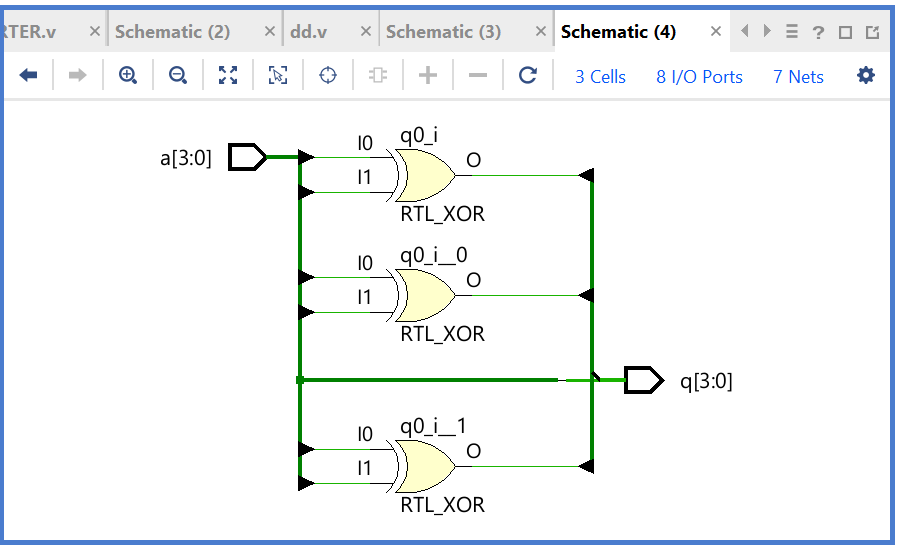 RTER.v × Schematic (2) × dd.v × Schematic (3) × Schematic (4) × ?
3 Cells 8 I/O Ports 7 Nets
q0_i
a[3:0]
I0
O
I1
RTL_XOR
q0_i__0
I0
O
I1
RTL_XOR
q[3:0]
q0_i__1
I0
O
I1
RTL_XOR